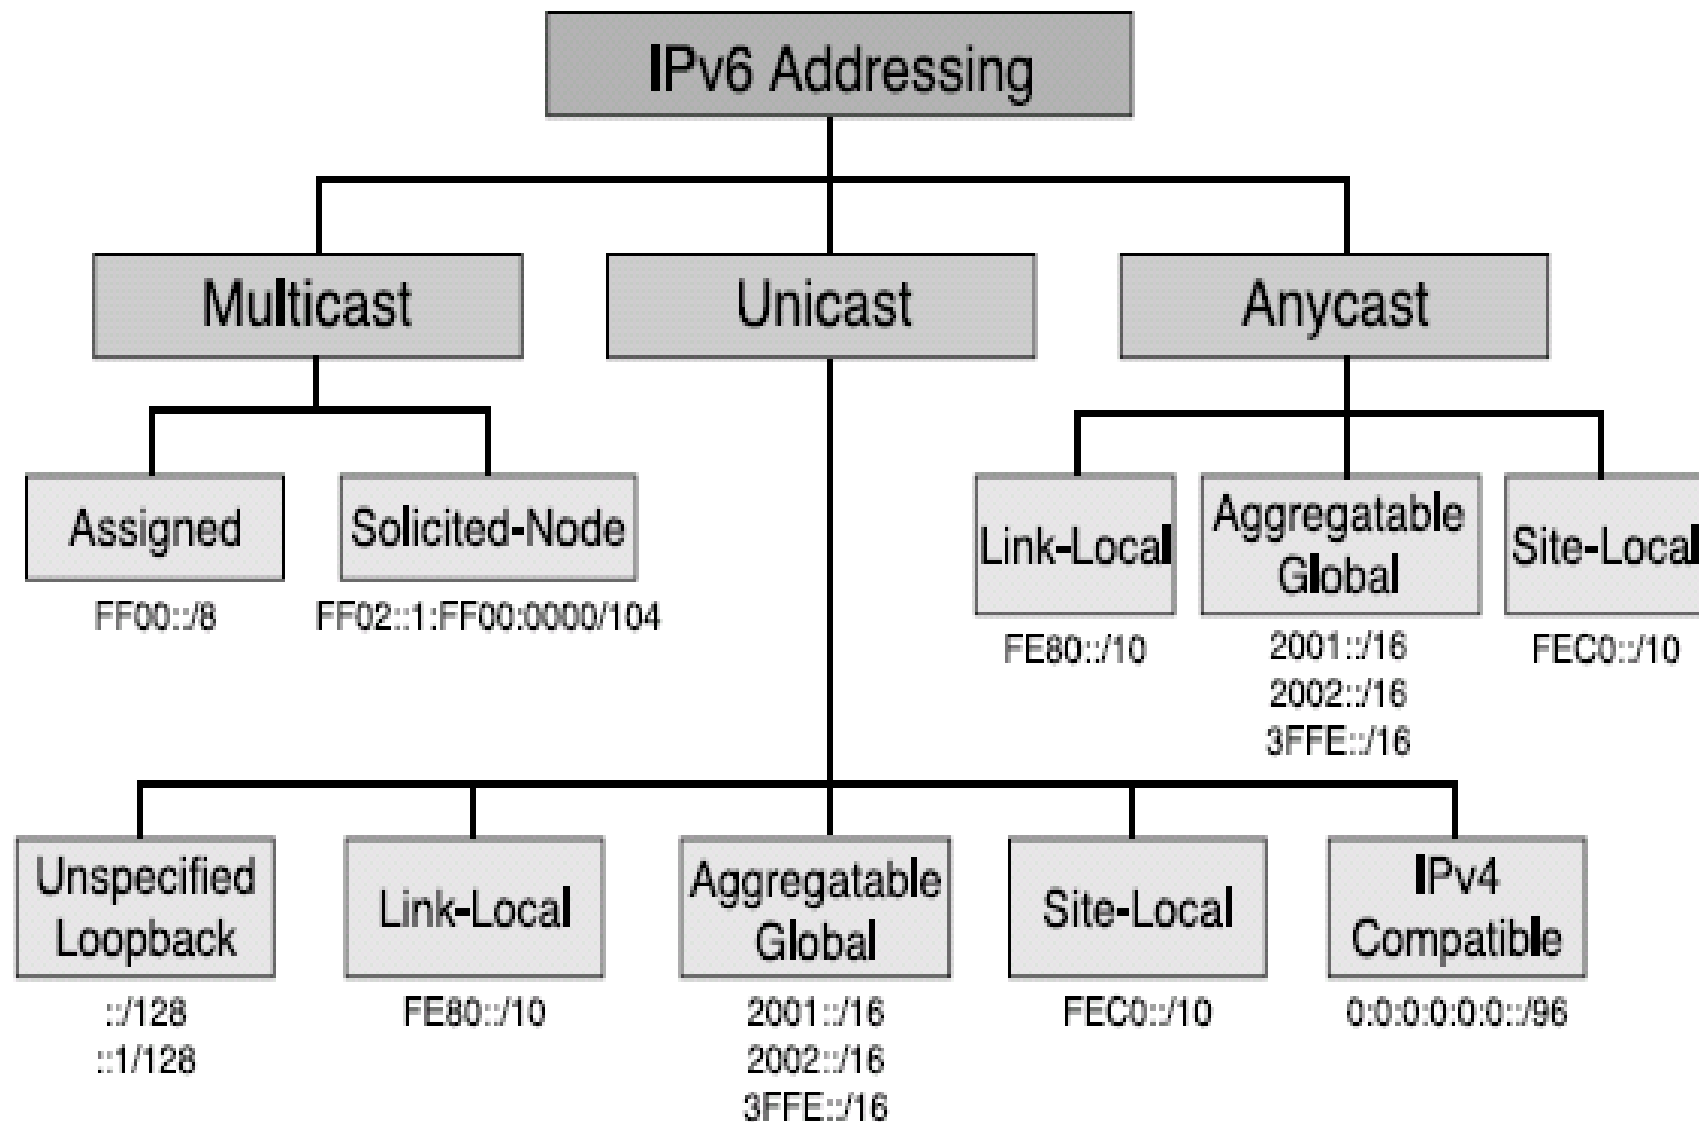 IPv6 Addressing
Multicast
Unicast
Anycast
Assigned
FF00::/8
Solicited-Node
FF02::1:FF00:0000/104
Link-Local
FE80::/10
Aggregatable
Global
2001::/16
2002::/16
3FFE::/16
Site-Local
FEC0::/10
Unspecified
Loopback
::/128
::1/128
Link-Local
FE80::/10
Aggregatable
Global
2001::/16
2002::/16
3FFE::/16
Site-Local
FEC0::/10
IPv4
Compatible
0:0:0:0:0:0::/96